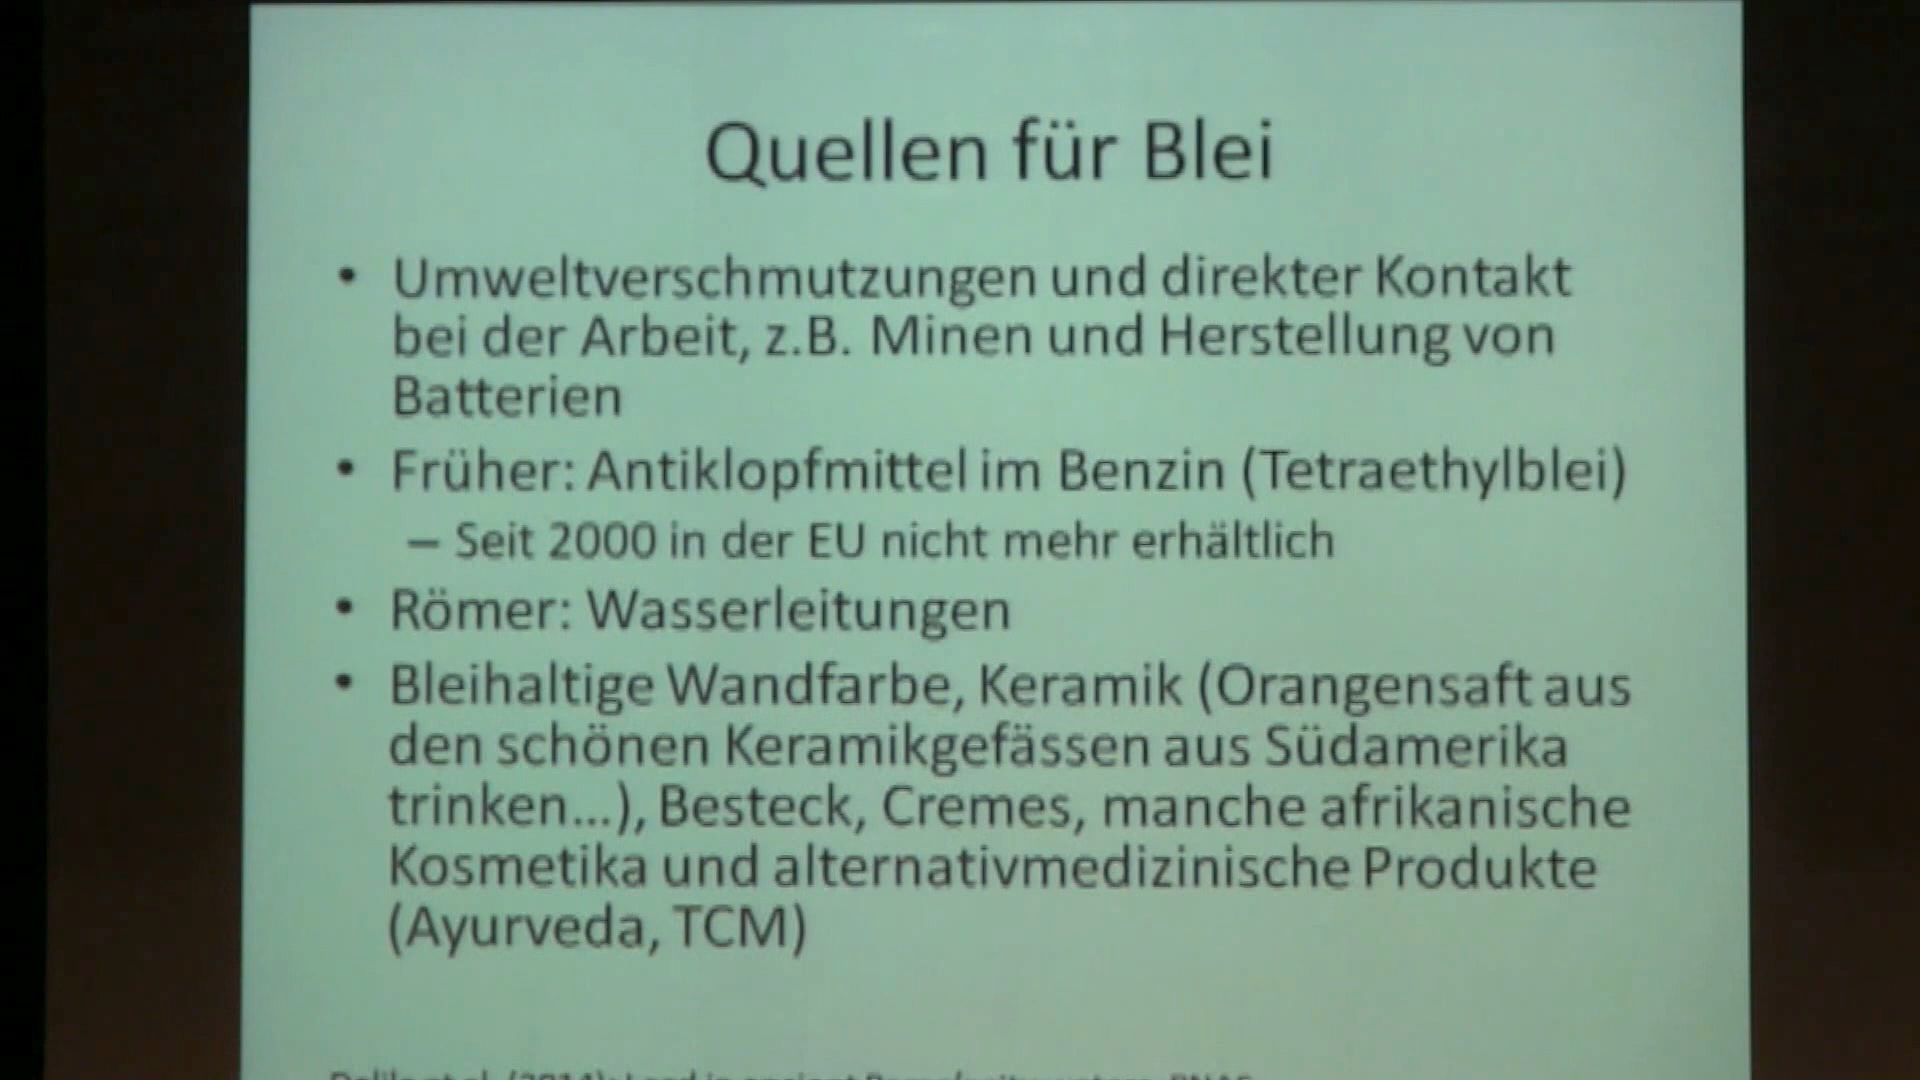 Quellen für Blei
• Umweltverschmutzungen und direkter Kontakt
bei der Arbeit, z.B. Minen und Herstellung von
Batterien
• Früher: Antiklopfmittel im Benzin (Tetraethylblei)
– Seit 2000 in der EU nicht mehr erhältlich
• Römer: Wasserleitungen
• Bleihaltige Wandfarbe, Keramik (Orangensaft aus
den schönen Keramikgefässen aus Südamerika
trinken...), Besteck, Cremes, manche afrikanische
Kosmetika und alternativmedizinische Produkte
(Ayurveda, TCM)